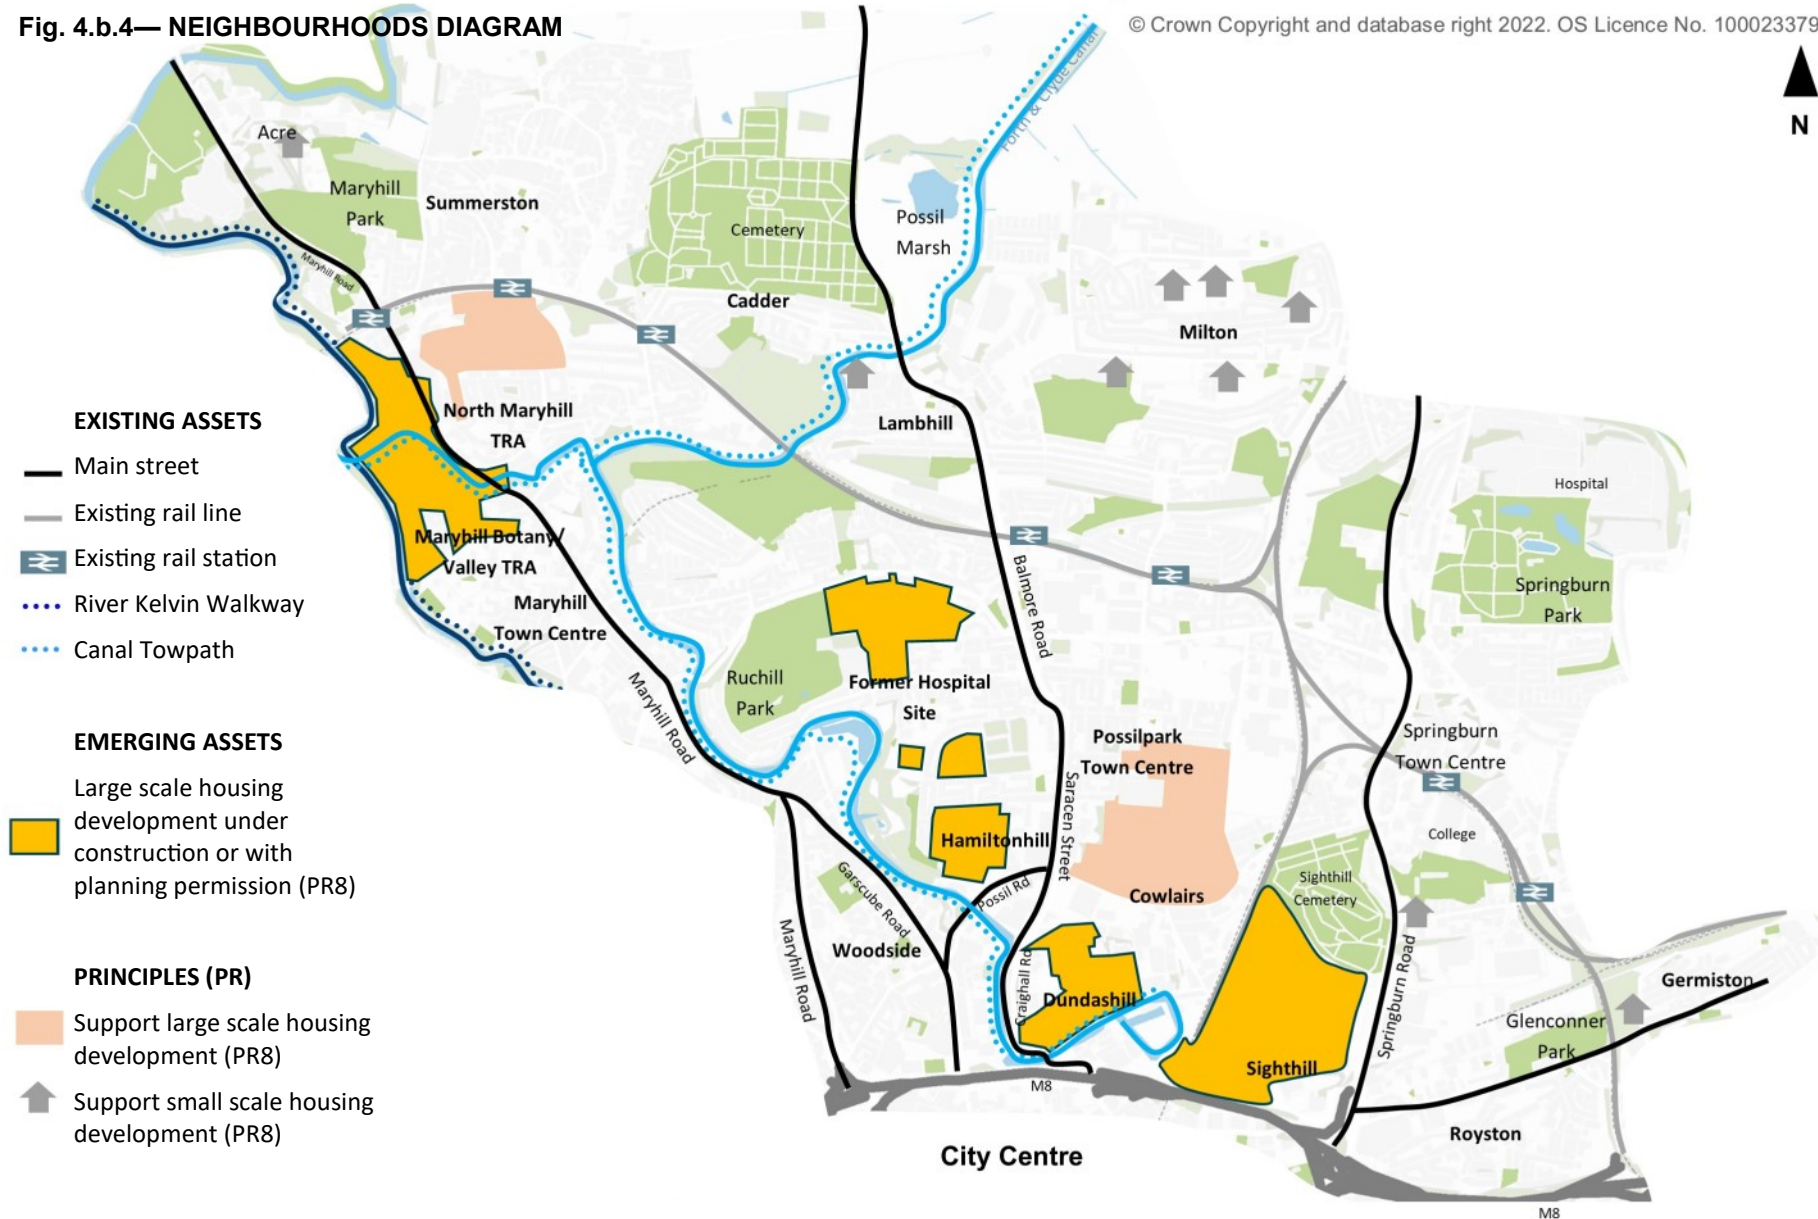 Fig. 4.b.4— NEIGHBOURHOODS DIAGRAM
© Crown Copyright and database right 2022. OS Licence No. 100023379
N
Forth & Clyde Canal
Acre
Maryhill
Park
Summerston
Cemetery
Possil
Marsh
Maryhill Road
Cadder
Milton
EXISTING ASSETS
Main street
Existing rail line
Existing rail station
River Kelvin Walkway
Canal Towpath
North Maryhill
TRA
Lambhill
Hospital
Maryhill Botany/
Valley TRA
Maryhill
Town Centre
Balmore Road
Springburn
Park
Ruchill
Park
Former Hospital
Site
Maryhill Road
Possilpark
Town Centre
Springburn
Town Centre
EMERGING ASSETS
Large scale housing
development under
construction or with
planning permission (PR8)
Saracen Street
Hamiltonhill
College
Garscube Road
Possil Rd
Cowlairs
Sighthill
Cemetery
Woodside
Maryhill Road
Craighall Rd
Dundashill
Springburn Road
Germiston
Glenconner
Park
Sighthill
PRINCIPLES (PR)
Support large scale housing
development (PR8)
Support small scale housing
development (PR8)
M8
City Centre
Royston
M8